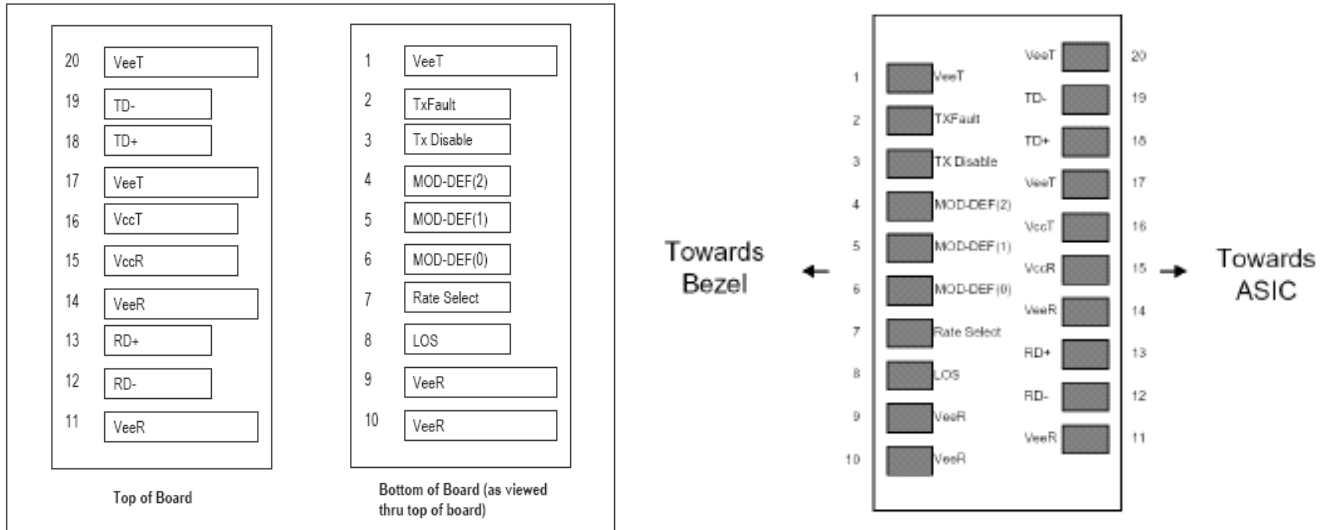 20 VeeT
19 TD-
18 TD+
17 VeeT
16 VccT
15 VccR
14 VeeR
13 RD+
12 RD-
11 VeeR
Top of Board
1 VeeT
2 TxFault
3 Tx Disable
4 MOD-DEF(2)
5 MOD-DEF(1)
6 MOD-DEF(0)
7 Rate Select
8 LOS
9 VeeR
10 VeeR
Bottom of Board (as viewed
thru top of board)
Towards
Bezel
1 VeeT
2 TXFault
3 TX Disable
4 MOD-DEF(2)
5 MOD-DEF(1)
6 MOD-DEF(0)
7 Rate Select
8 LOS
9 VeeR
10 VeeR
VeeT 20
TD- 19
TD+ 18
VeeT 17
VccT 16
VccR 15
VeeR 14
RD+ 13
RD- 12
VeeR 11
Towards
ASIC